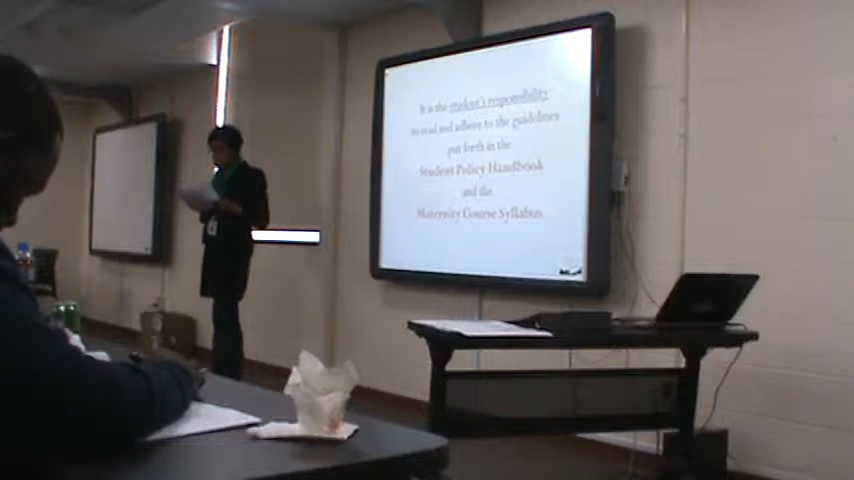 It is the student's responsibility
to read and adhere to the guidelines
put forth in the
Student Policy Handbook
and the
Maternity Course Syllabus